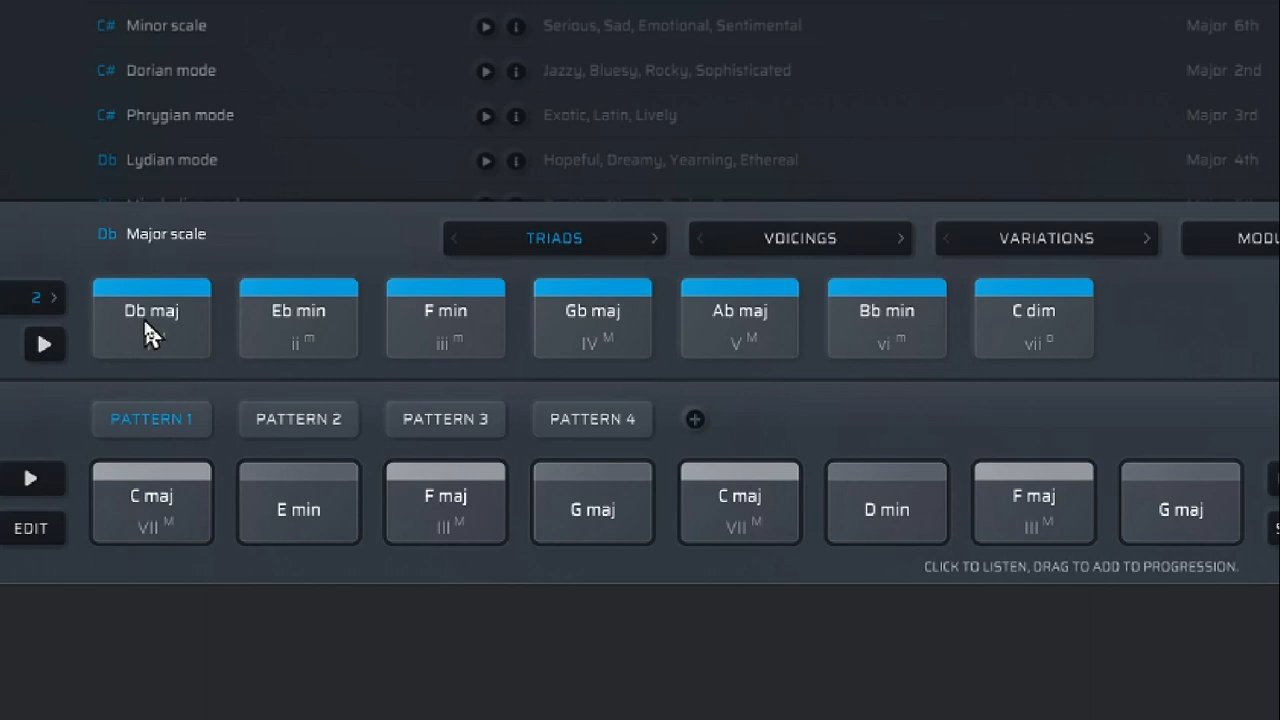 C# Minor scale Serious, Sad, Emotional, Sentimental Major 6th
C# Dorian mode Jazzy, Bluesy, Rocky, Sophisticated Major 2nd
C# Phrygian mode Exotic, Latin, Lively Major 3rd
Db Lydian mode Hopeful, Dreamy, Yearning, Ethereal Major 4th
Db Major scale TRIADS VOICINGS VARIATIONS
2 Db maj Eb min F min Gb maj Ab maj Bb min C dim
ii m iii m IV M V M vi m vii o
PATTERN 1 PATTERN 2 PATTERN 3 PATTERN 4
C maj E min F maj G maj C maj D min F maj G maj
EDIT VII M III M VII M III M
CLICK TO LISTEN, DRAG TO ADD TO PROGRESSION.